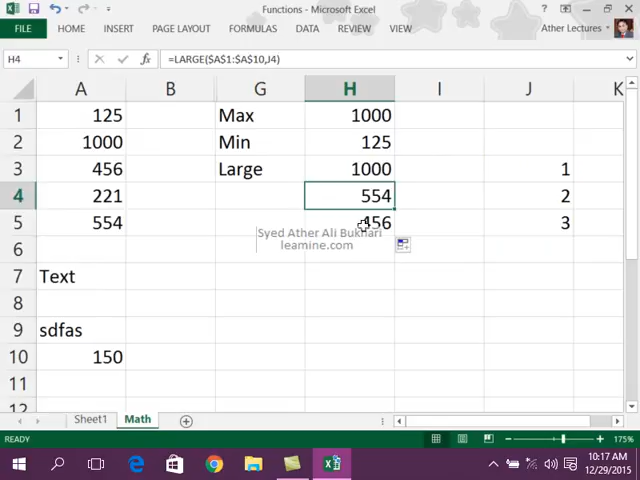 Functions - Microsoft Excel
FILE HOME INSERT PAGE LAYOUT FORMULAS DATA REVIEW VIEW Ather Lectures
H4 fx =LARGE($A$1:$A$10,J4)
A B G H I J K
1 125 Max 1000
2 1000 Min 125
3 456 Large 1000 1
4 221 554 2
5 554 456 3
Syed Ather Ali Bukhari
learnine.com
6
7 Text
8
9 sdfas
10 150
11
12
Sheet1 Math
READY 175%
10:17 AM
12/29/2015